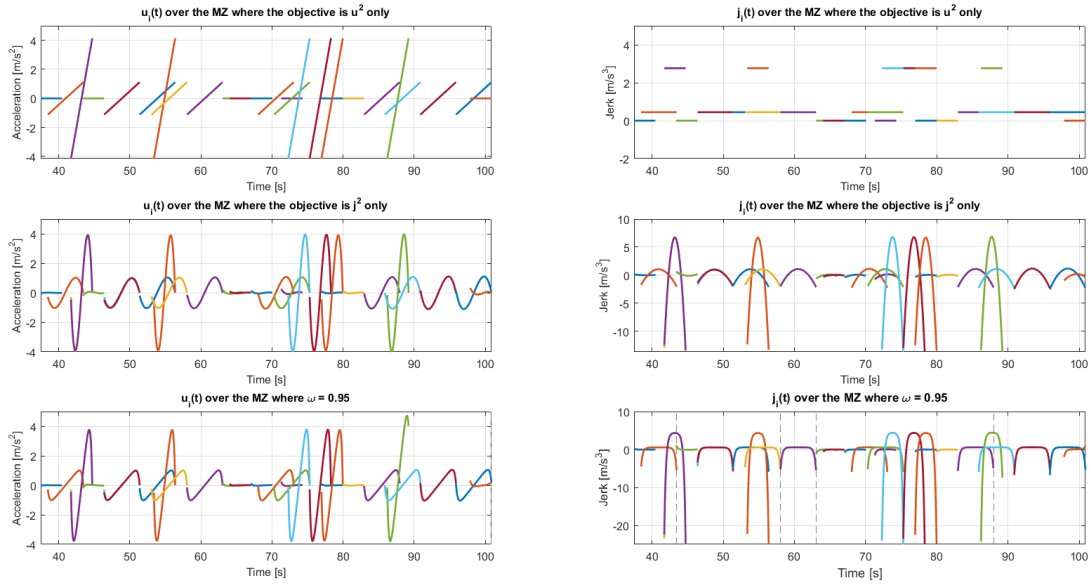 u_i(t) over the MZ where the objective is u² only
Acceleration [m/s²]
4
2
0
-2
-4
40 50 60 70 80 90 100
Time [s]
j_i(t) over the MZ where the objective is u² only
Jerk [m/s³]
4
2
0
-2
40 50 60 70 80 90 100
Time [s]
u_i(t) over the MZ where the objective is j² only
Acceleration [m/s²]
4
2
0
-2
-4
40 50 60 70 80 90 100
Time [s]
j_i(t) over the MZ where the objective is j² only
Jerk [m/s³]
10
5
0
-5
-10
40 50 60 70 80 90 100
Time [s]
u_i(t) over the MZ where ω = 0.95
Acceleration [m/s²]
4
2
0
-2
-4
40 50 60 70 80 90 100
Time [s]
j_i(t) over the MZ where ω = 0.95
Jerk [m/s³]
10
0
-10
-20
40 50 60 70 80 90 100
Time [s]